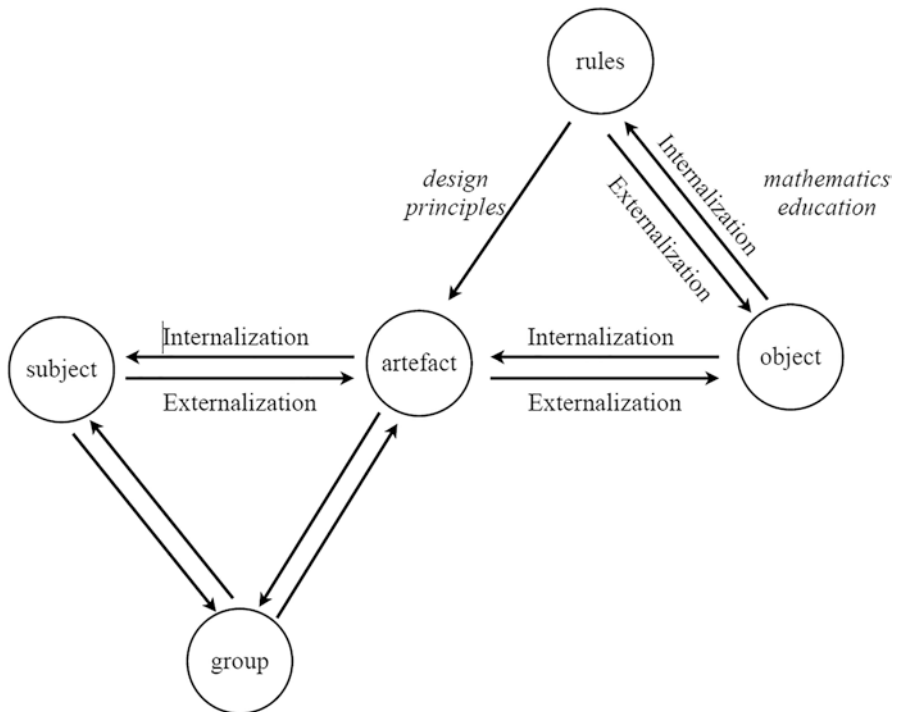 rules
design
principles
Internalization
Externalization
mathematics
education
subject
Internalization
Externalization
artefact
Internalization
Externalization
object
group